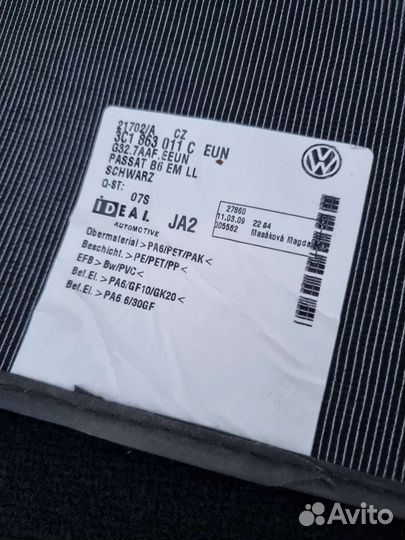 21702/A CZ
3C1 863 011 C EUN
G32.7AAF.EEUN
PASSAT B6 EM LL
SCHWARZ
Q-ST:
07S
iDEAL JA2
AUTOMOTIVE
27660
11.03.09 22 54
005582 Masáková Magda
Obermaterial >PA6/PET/PAK<
Beschicht. >PE/PET/PP<
EFB >Bw/PVC<
Bef.El. >PA6/GF10/GK20<
Bef.El. >PA6 6/30GF
Avito